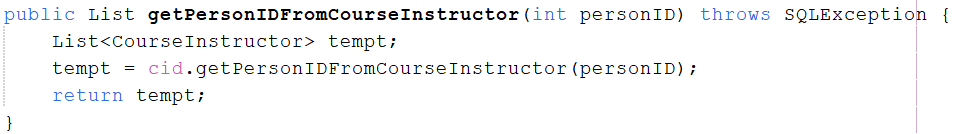 public List getPersonIDFromCourseInstructor(int personID) throws SQLException {
    List<CourseInstructor> tempt;
    tempt = cid.getPersonIDFromCourseInstructor(personID);
    return tempt;
}